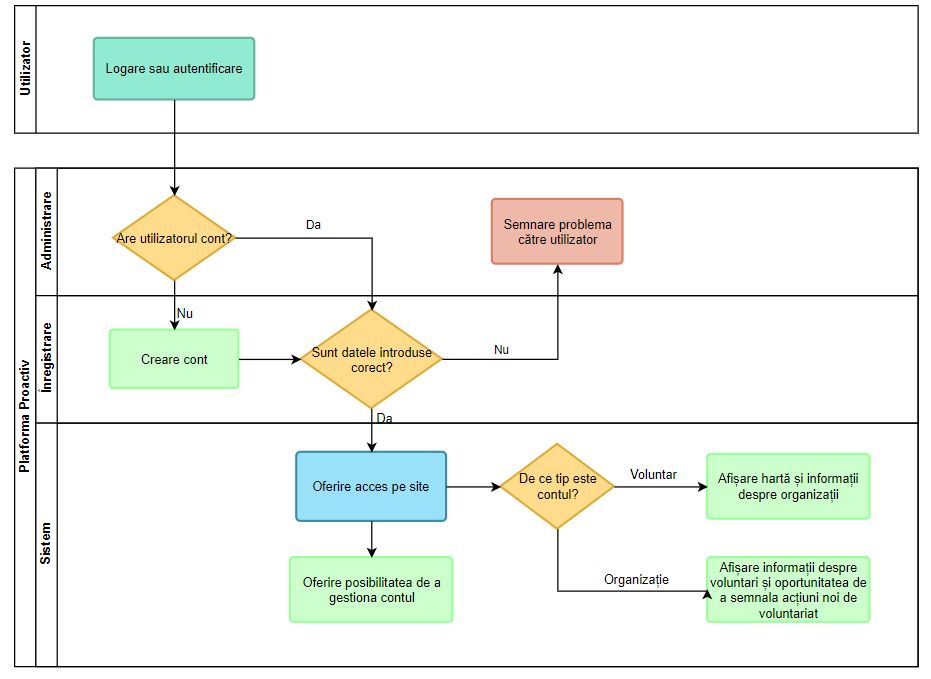 Utilizator
Logare sau autentificare
Platforma Proactiv
Administrare
Are utilizatorul cont?
Da
Semnare problema
către utilizator
Nu
Înregistrare
Creare cont
Sunt datele introduse
corect?
Nu
Da
Sistem
Oferire acces pe site
De ce tip este
contul?
Voluntar
Afișare hartă și informații
despre organizații
Oferire posibilitatea de a
gestiona contul
Organizație
Afișare informații despre
voluntari și oportunitatea de
a semnala acțiuni noi de
voluntariat